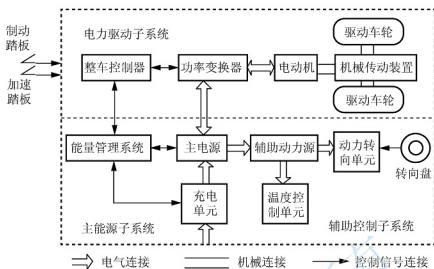 制动
踏板
加速
踏板
电力驱动子系统
驱动车轮
整车控制器
功率变换器
电动机
机械传动装置
驱动车轮
能量管理系统
主电源
辅助动力源
动力转
向单元
转向盘
充电
单元
温度控
制单元
主能源子系统
辅助控制子系统
电气连接
机械连接
控制信号连接